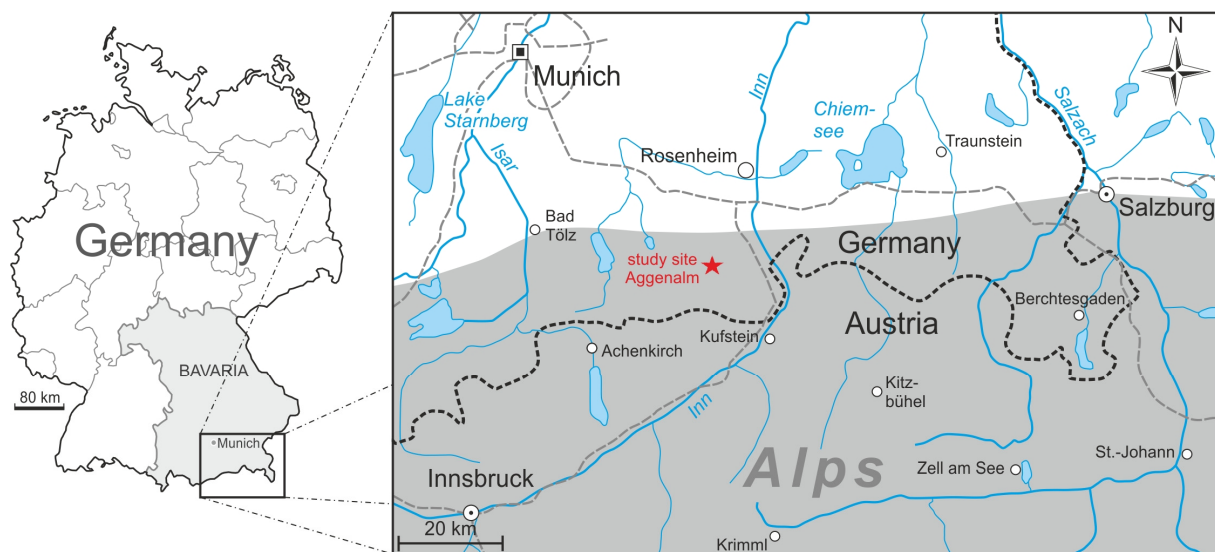 Germany
BAVARIA
Munich
80 km
N
Munich
Lake
Starnberg
Isar
Inn
Chiem-
see
Salzach
Traunstein
Rosenheim
Salzburg
Bad
Tölz
study site
Aggenalm
Germany
Austria
Berchtesgaden
Kufstein
Achenkirch
Kitz-
bühel
Inn
Alps
Zell am See
St.-Johann
Innsbruck
20 km
Krimml